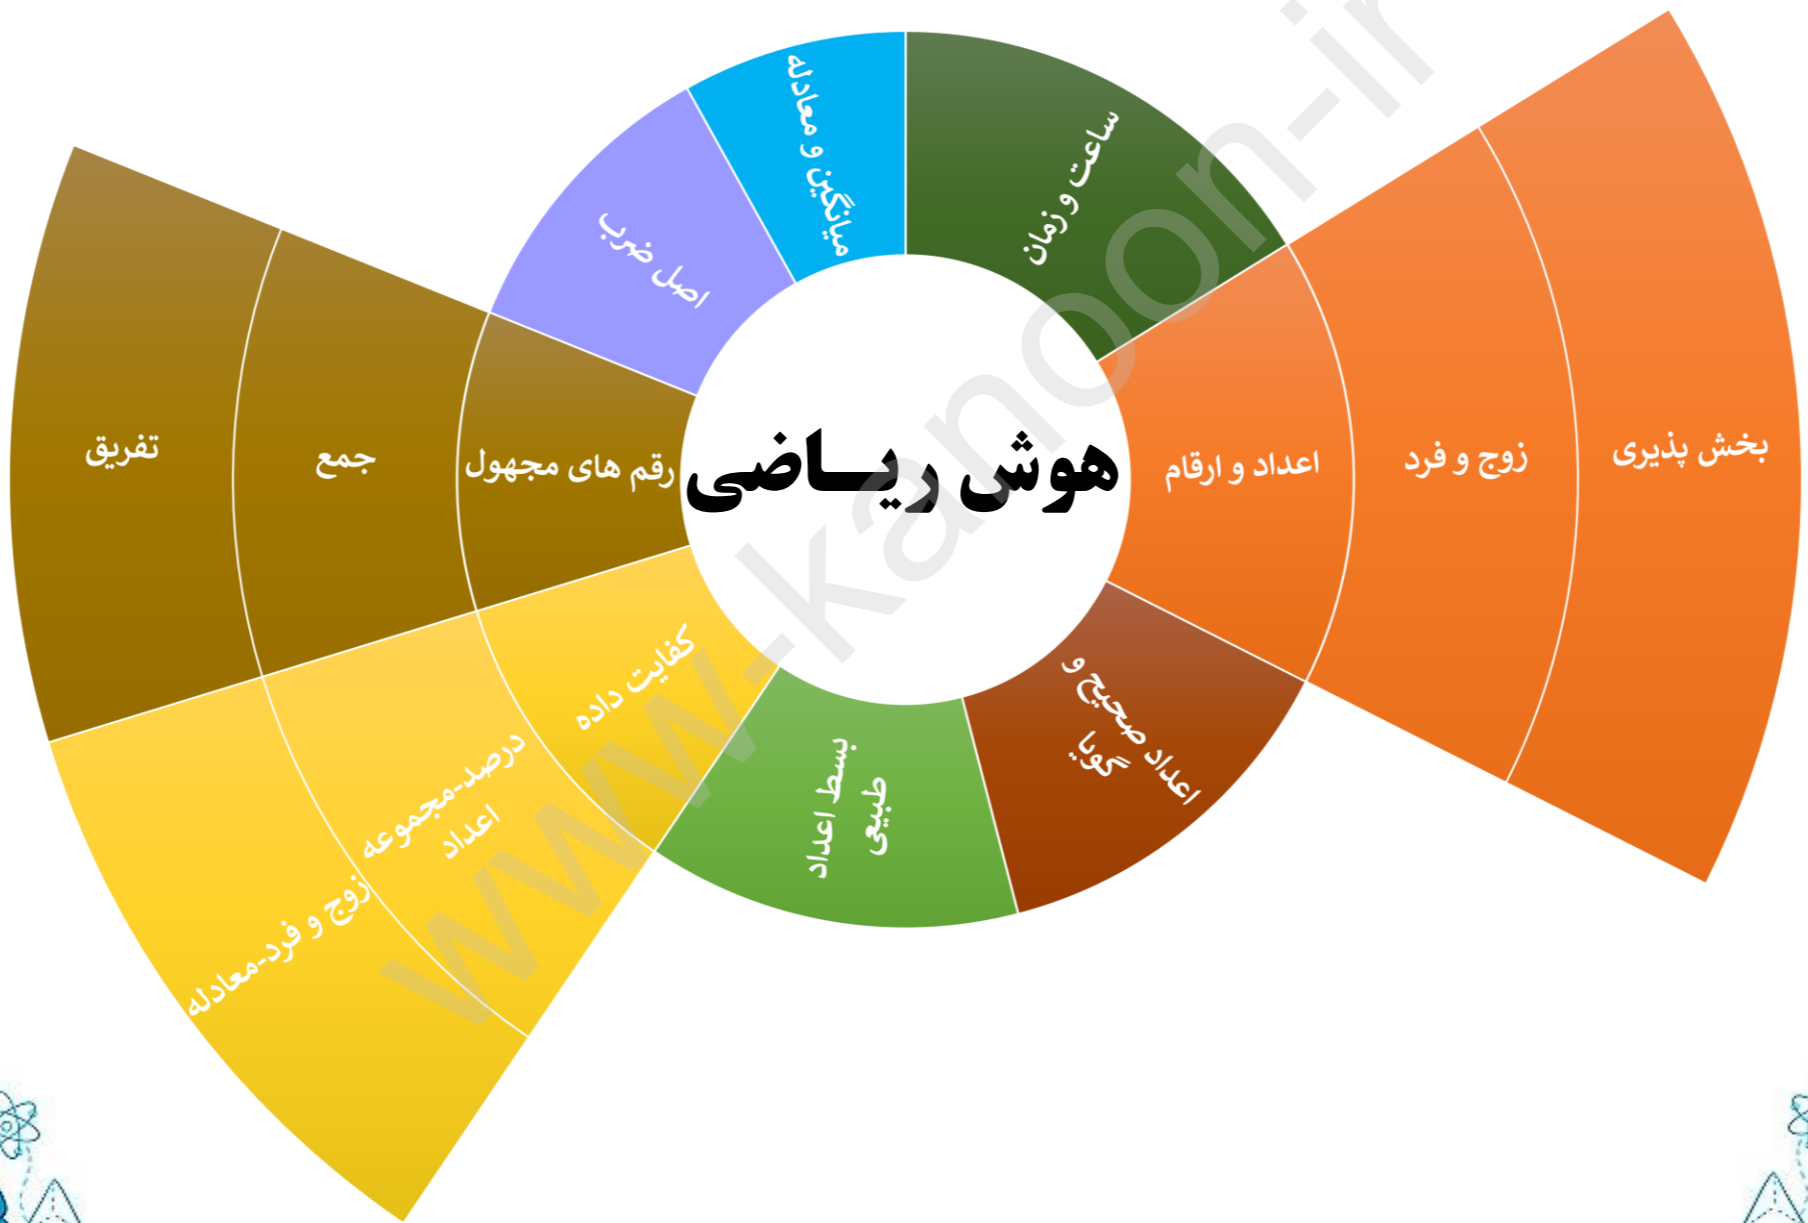 هوش ریاضی
ساعت و زمان
اعداد و ارقام
زوج و فرد
بخش پذیری
اعداد صحیح و
گویا
بسط اعداد
طبیعی
کفایت داده
درصد-مجموعه
اعداد
زوج و فرد-معادله
رقم های مجهول
جمع
تفریق
اصل ضرب
میانگین و معادله
www-kanoon-ir